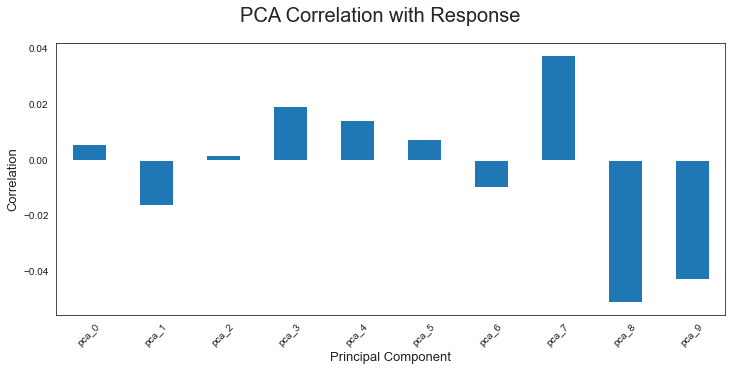 PCA Correlation with Response
0.04
0.02
0.00
−0.02
−0.04
Correlation
pca_0
pca_1
pca_2
pca_3
pca_4
pca_5
pca_6
pca_7
pca_8
pca_9
Principal Component